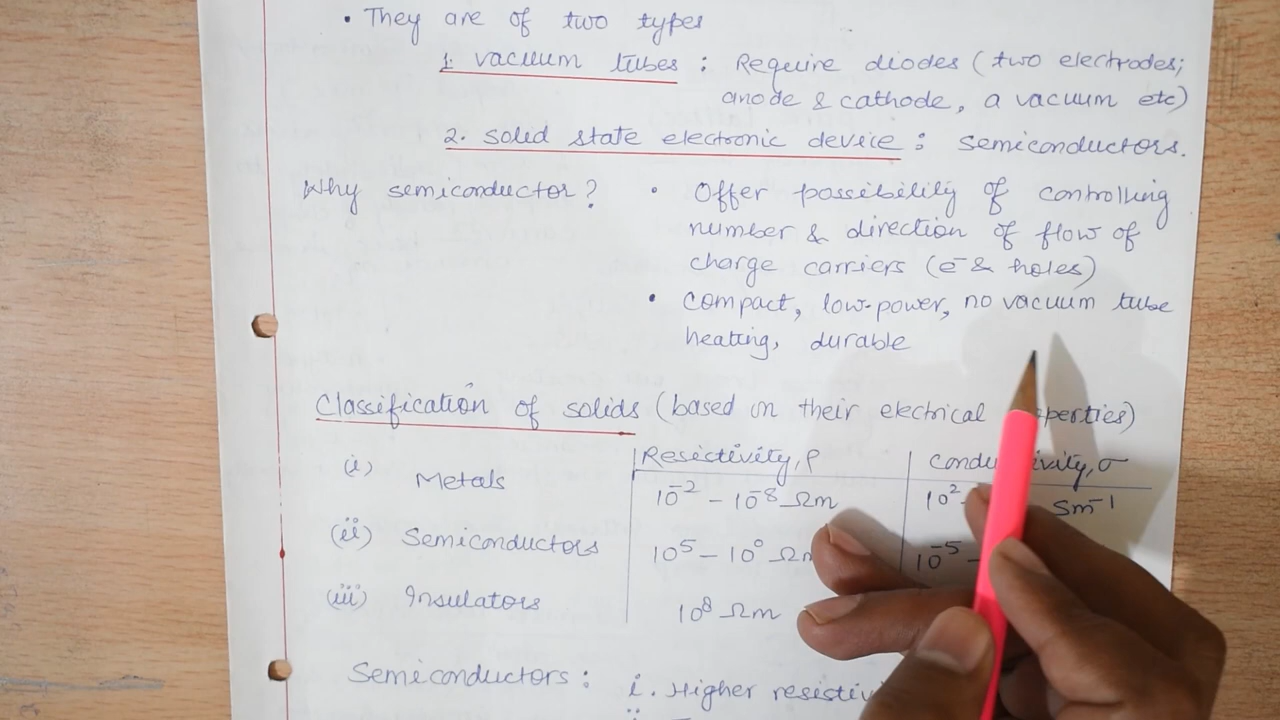 • They are of two types
1. vacuum tubes : Require diodes (two electrodes;
anode & cathode, a vacuum etc)
2. solid state electronic device : semiconductors.
Why semiconductor? • Offer possibility of controlling
number & direction of flow of
charge carriers (e⁻ & holes)
• compact, low-power, no vacuum tube
heating, durable
Classification of solids (based on their electrical
Resistivity, ρ
(i) Metals 10⁻² – 10⁻⁸ Ωm 10² Sm⁻¹
(ii) Semiconductors 10⁵ – 10⁰ 10⁻⁵ –
(iii) Insulators 10⁸ Ωm
Semiconductors : i. Higher